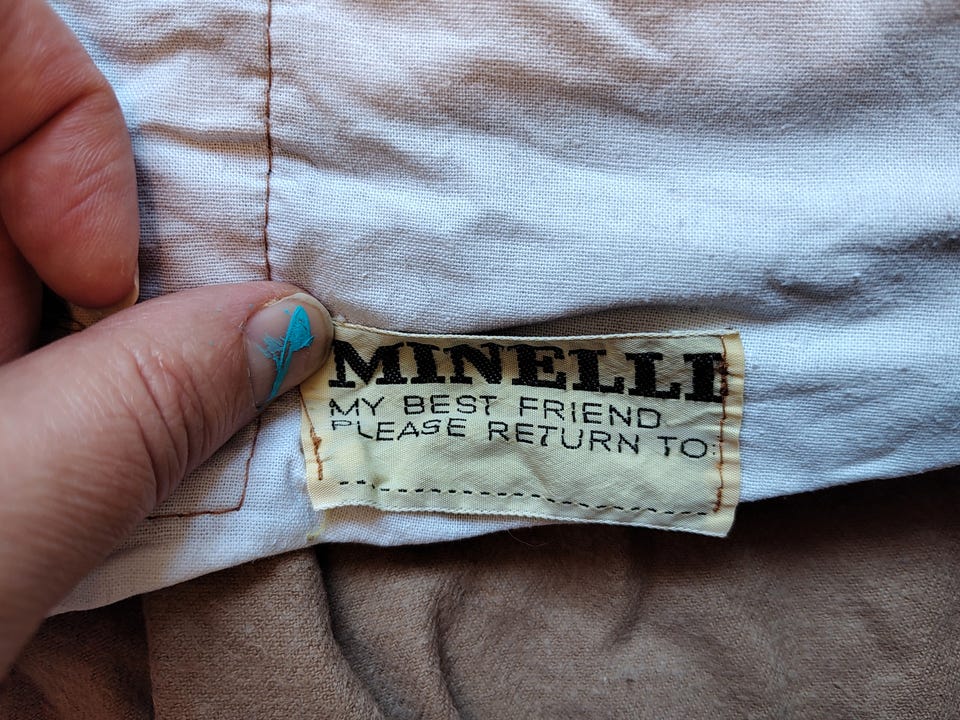 MINELLI
MY BEST FRIEND
PLEASE RETURN TO: